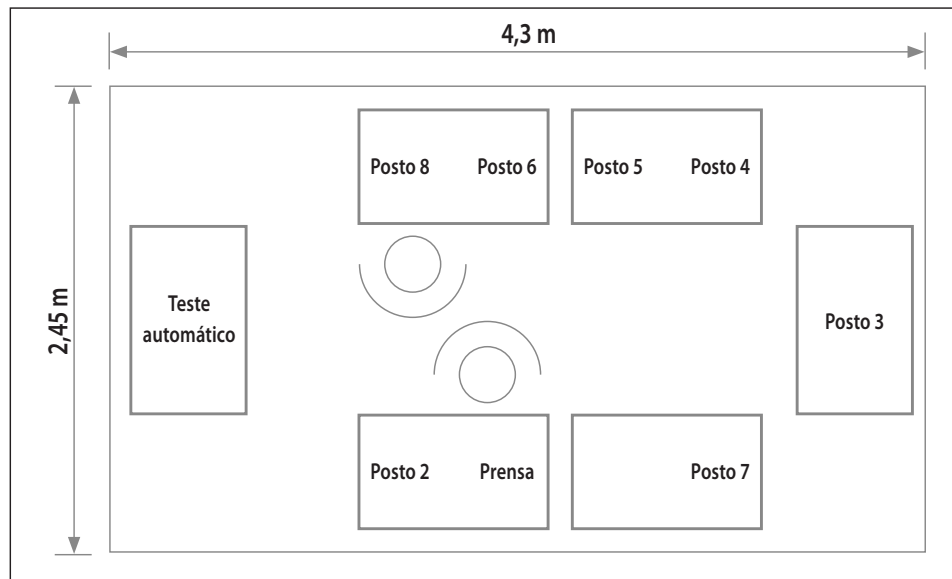 4,3 m
2,45 m
Posto 8
Posto 6
Posto 5
Posto 4
Teste
automático
Posto 3
Posto 2
Prensa
Posto 7